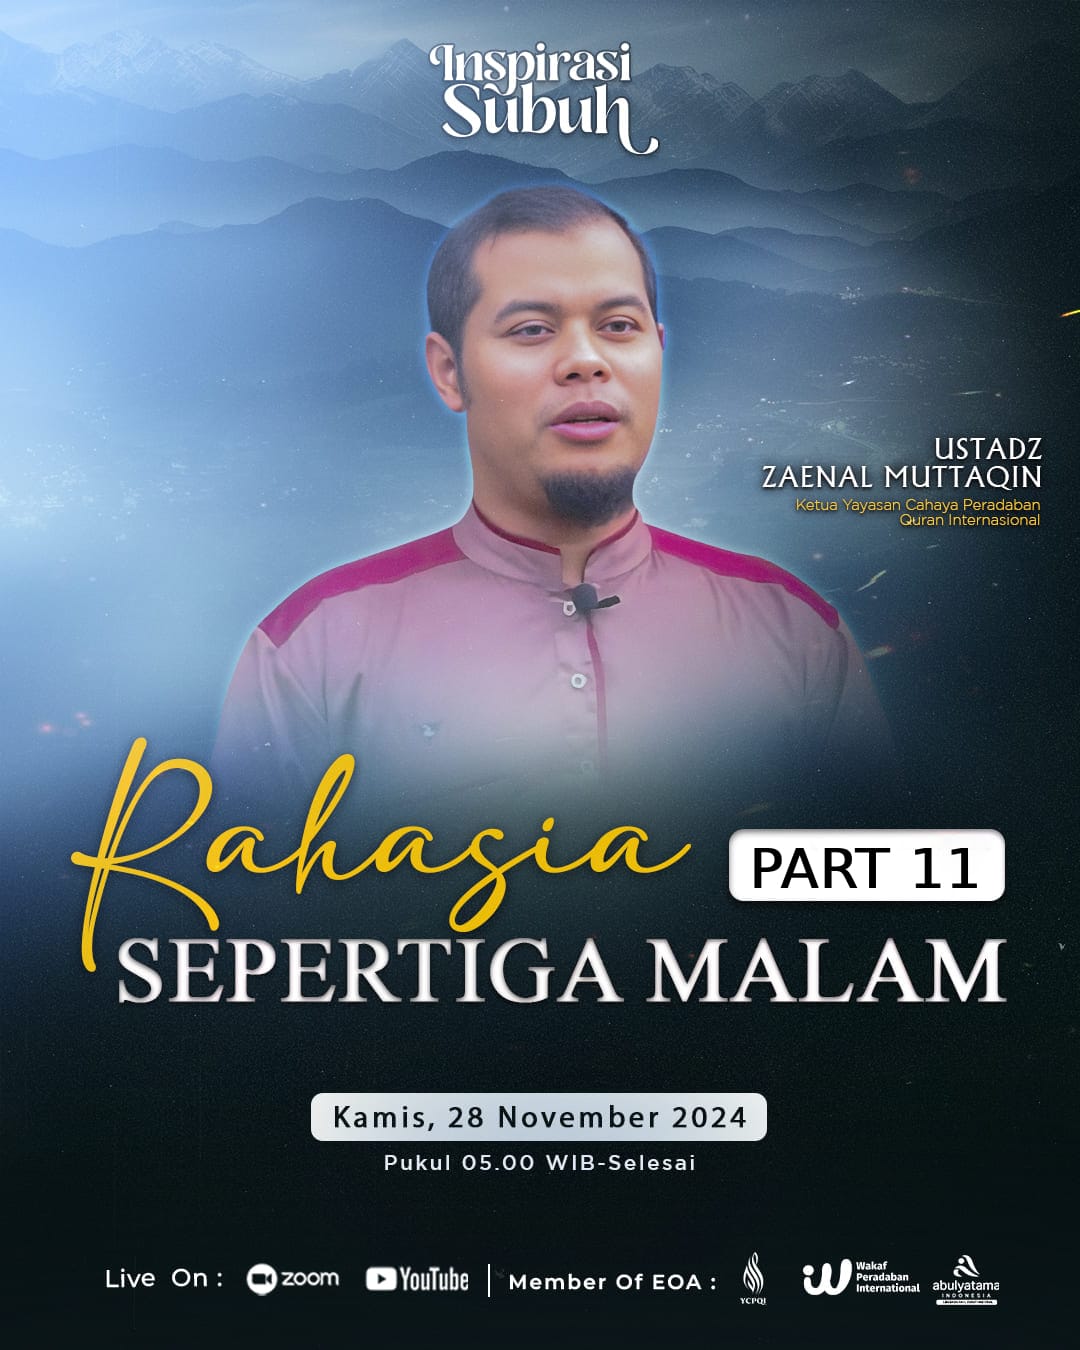 Inspirasi
Subuh
USTADZ
ZAENAL MUTTAQIN
Ketua Yayasan Cahaya Peradaban
Quran Internasional
Rahasia
PART 11
SEPERTIGA MALAM
Kamis, 28 November 2024
Pukul 05.00 WIB-Selesai
Live On : zoom YouTube | Member Of EOA :
YCPQI
Wakaf
Peradaban
International
abulyatama
INDONESIA